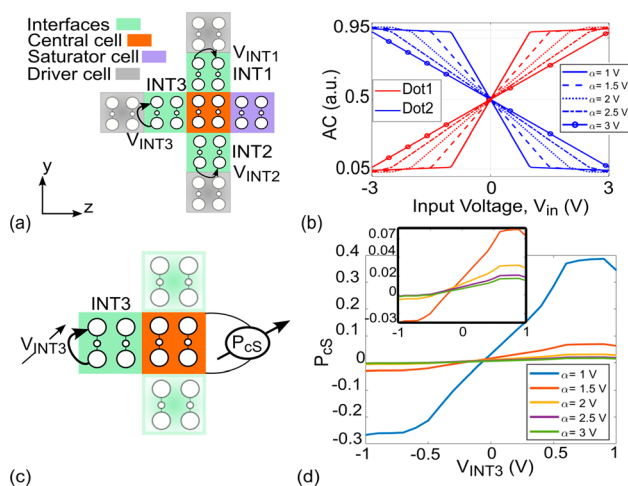 Interfaces
Central cell
Saturator cell
Driver cell
V_INT1
INT3
INT1
V_INT3
INT2
V_INT2
y
z
(a)
0.95
AC (a.u.)
0.5
0.05
Dot1
Dot2
α= 1 V
α= 1.5 V
α= 2 V
α= 2.5 V
α= 3 V
-3
0
3
Input Voltage, V_in (V)
(b)
INT3
V_INT3
P_cS
(c)
0.07
0.04
0.02
0
-0.03
-1
0
1
0.4
0.3
0.2
0.1
0
-0.1
-0.2
-0.3
P_cS
α= 1 V
α= 1.5 V
α= 2 V
α= 2.5 V
α= 3 V
-1
-0.5
0
0.5
1
V_INT3 (V)
(d)